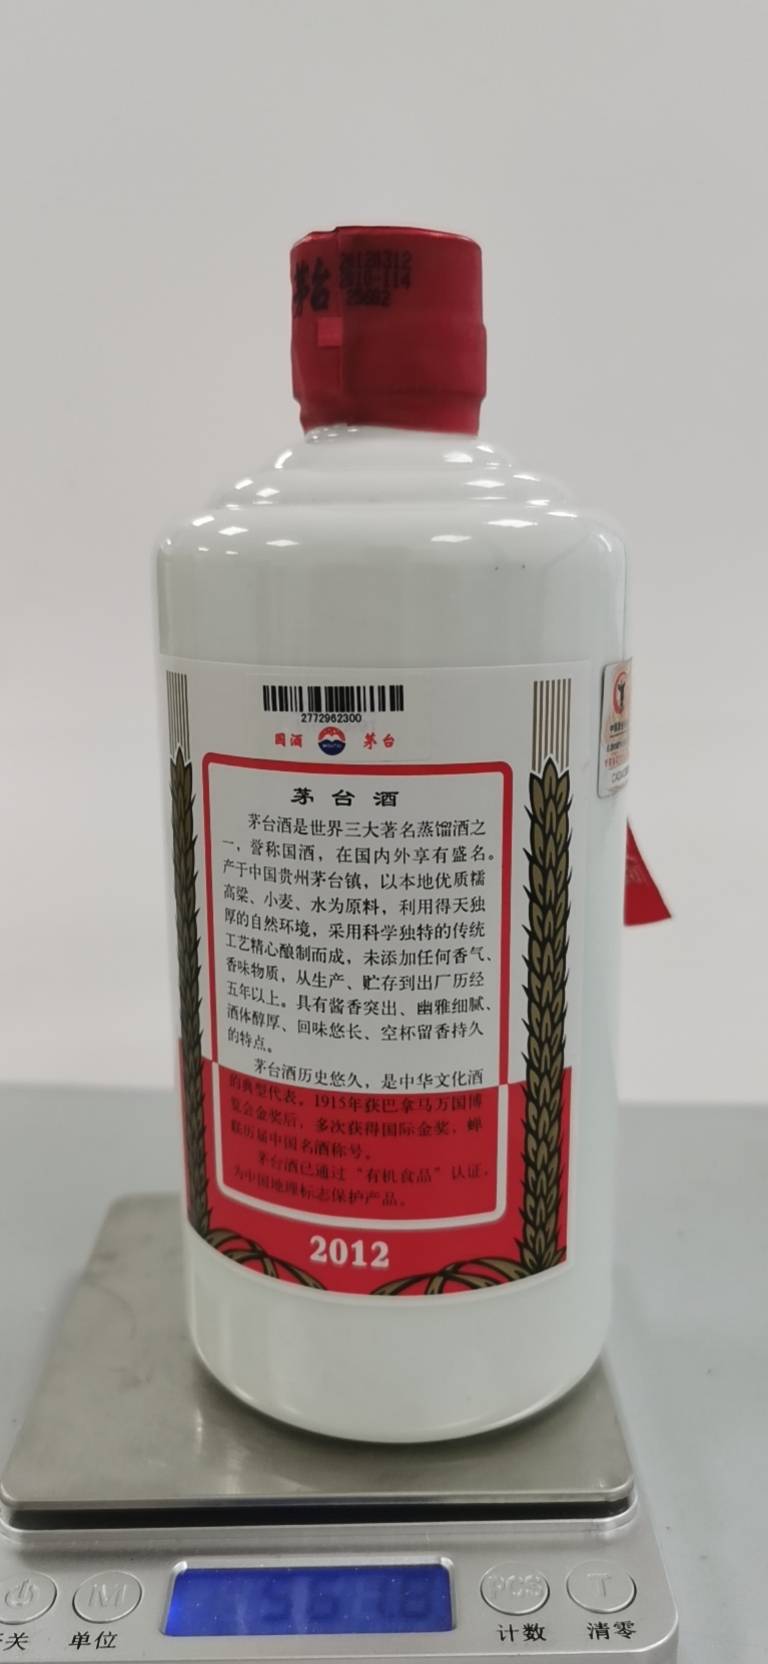 茅台
2772962300
国酒 茅台
茅台酒
茅台酒是世界三大著名蒸馏酒之
一，誉称国酒，在国内外享有盛名。
产于中国贵州茅台镇，以本地优质糯
高粱、小麦、水为原料，利用得天独
厚的自然环境，采用科学独特的传统
工艺精心酿制而成，未添加任何香气、
香味物质，从生产、贮存到出厂历经
五年以上。具有酱香突出、幽雅细腻、
酒体醇厚、回味悠长、空杯留香持久
的特点。
茅台酒历史悠久，是中华文化酒
的典型代表。1915年获巴拿马万国博
览会金奖后，多次获得国际金奖，蝉
联历届中国名酒称号。
茅台酒已通过“有机食品”认证，
为中国地理标志保护产品。
2012
M PCS T
单位 计数 清零